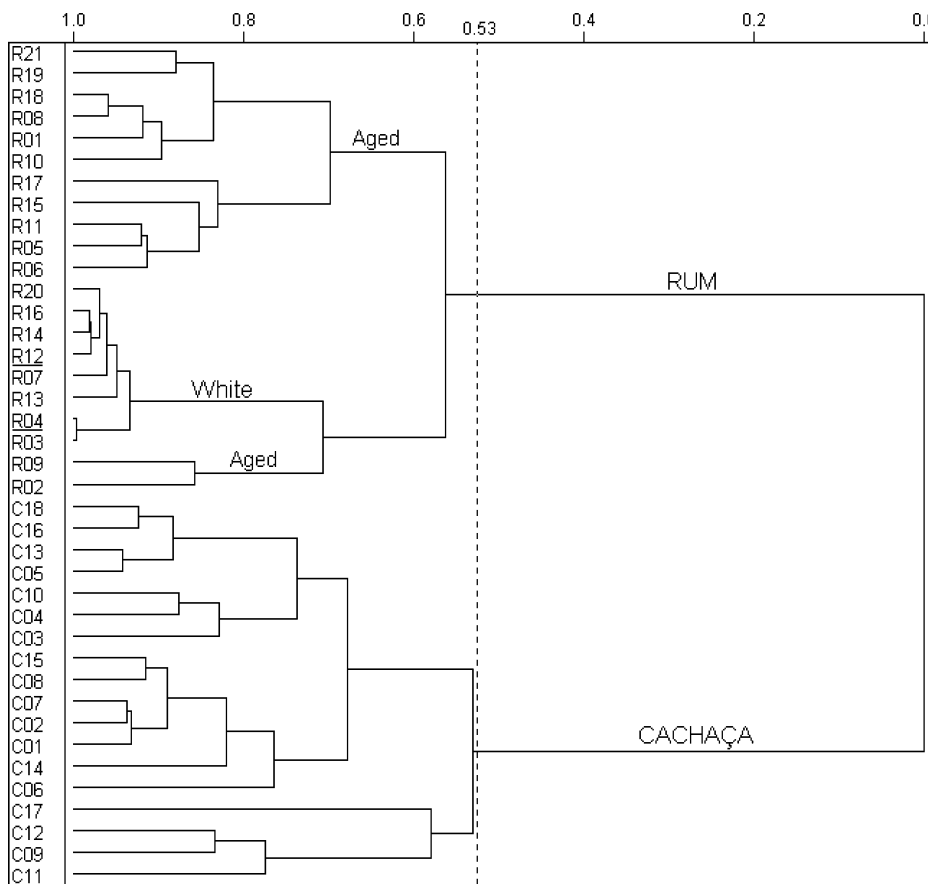 1.0 0.8 0.6 0.53 0.4 0.2 0.
R21
R19
R18
R08
R01
R10
Aged
R17
R15
R11
R05
R06
R20
RUM
R16
R14
R12
R07
White
R13
R04
R03
R09
Aged
R02
C18
C16
C13
C05
C10
C04
C03
C15
C08
C07
C02
C01
CACHAÇA
C14
C06
C17
C12
C09
C11